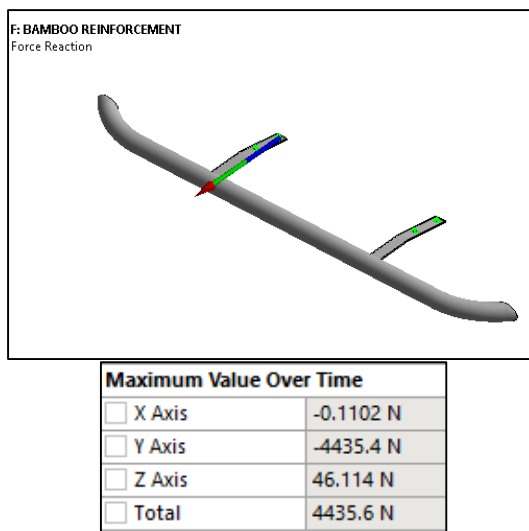 F: BAMBOO REINFORCEMENT
Force Reaction
Maximum Value Over Time
X Axis -0.1102 N
Y Axis -4435.4 N
Z Axis 46.114 N
Total 4435.6 N